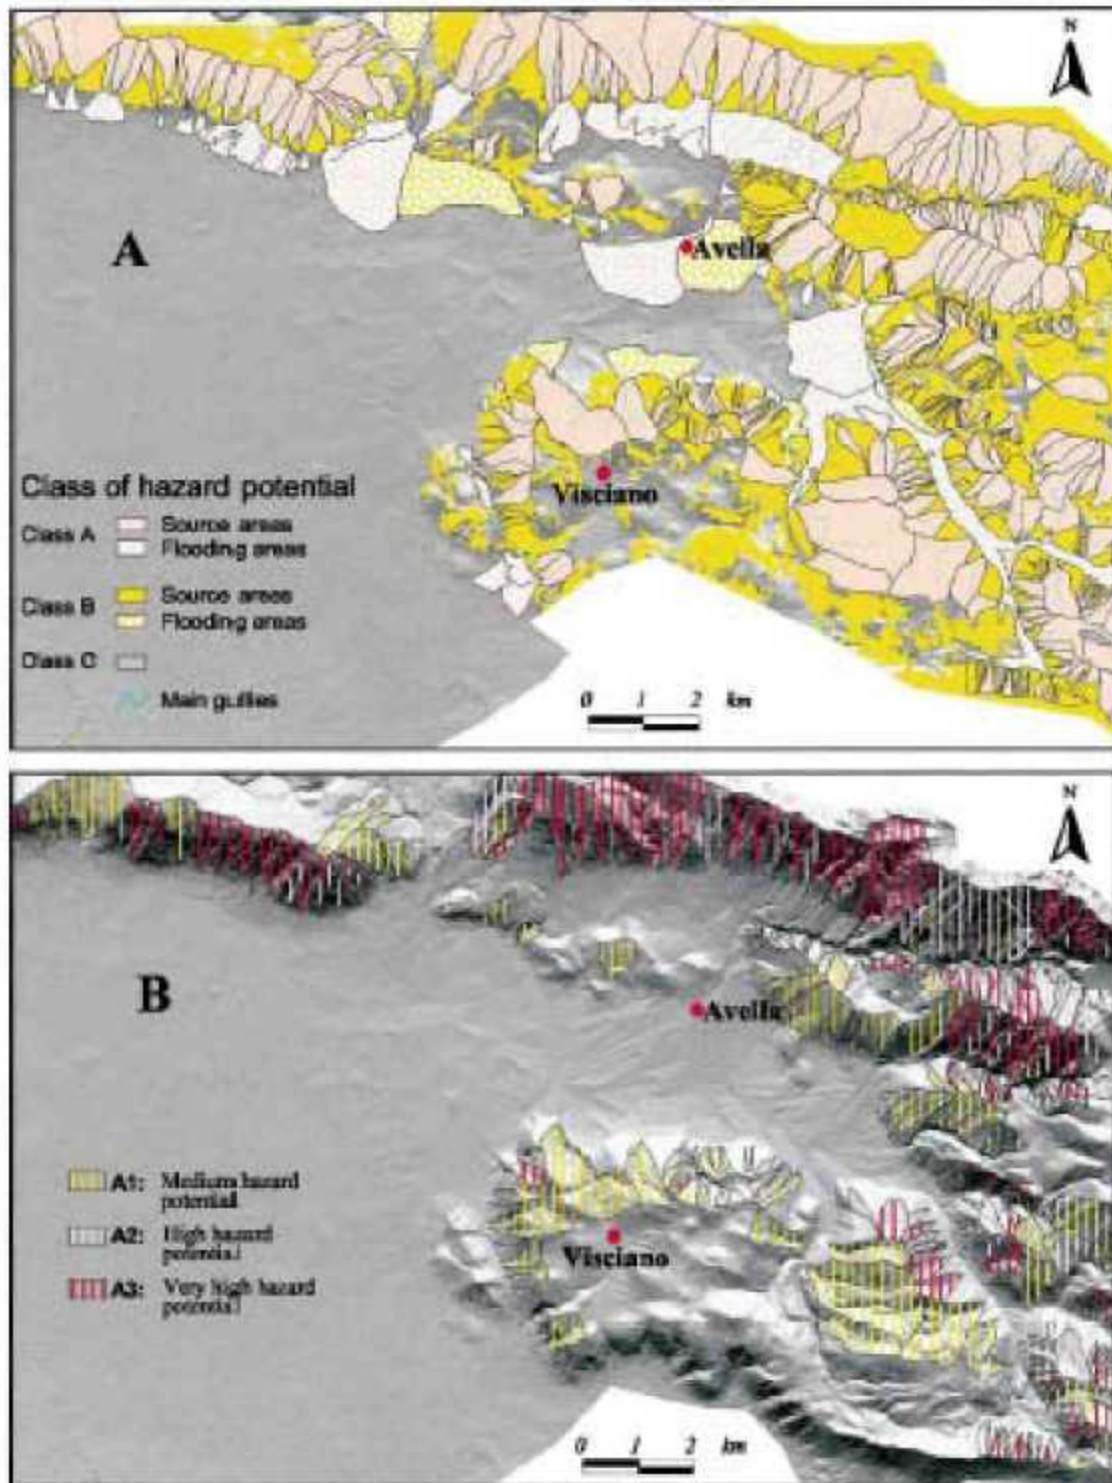 N
A
Avella
Visciano
Class of hazard potential
Class A
Source areas
Flooding areas
Class B
Source areas
Flooding areas
Class C
Main gullies
0 1 2 km
N
B
Avella
Visciano
A1: Medium hazard
potential
A2: High hazard
potential
A3: Very high hazard
potential
0 1 2 km